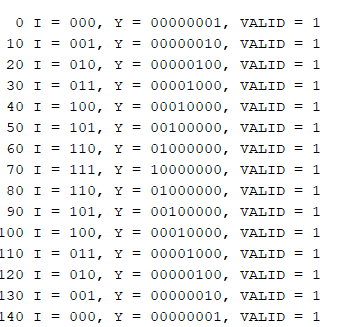 0 I = 000, Y = 00000001, VALID = 1
10 I = 001, Y = 00000010, VALID = 1
20 I = 010, Y = 00000100, VALID = 1
30 I = 011, Y = 00001000, VALID = 1
40 I = 100, Y = 00010000, VALID = 1
50 I = 101, Y = 00100000, VALID = 1
60 I = 110, Y = 01000000, VALID = 1
70 I = 111, Y = 10000000, VALID = 1
80 I = 110, Y = 01000000, VALID = 1
90 I = 101, Y = 00100000, VALID = 1
100 I = 100, Y = 00010000, VALID = 1
110 I = 011, Y = 00001000, VALID = 1
120 I = 010, Y = 00000100, VALID = 1
130 I = 001, Y = 00000010, VALID = 1
140 I = 000, Y = 00000001, VALID = 1